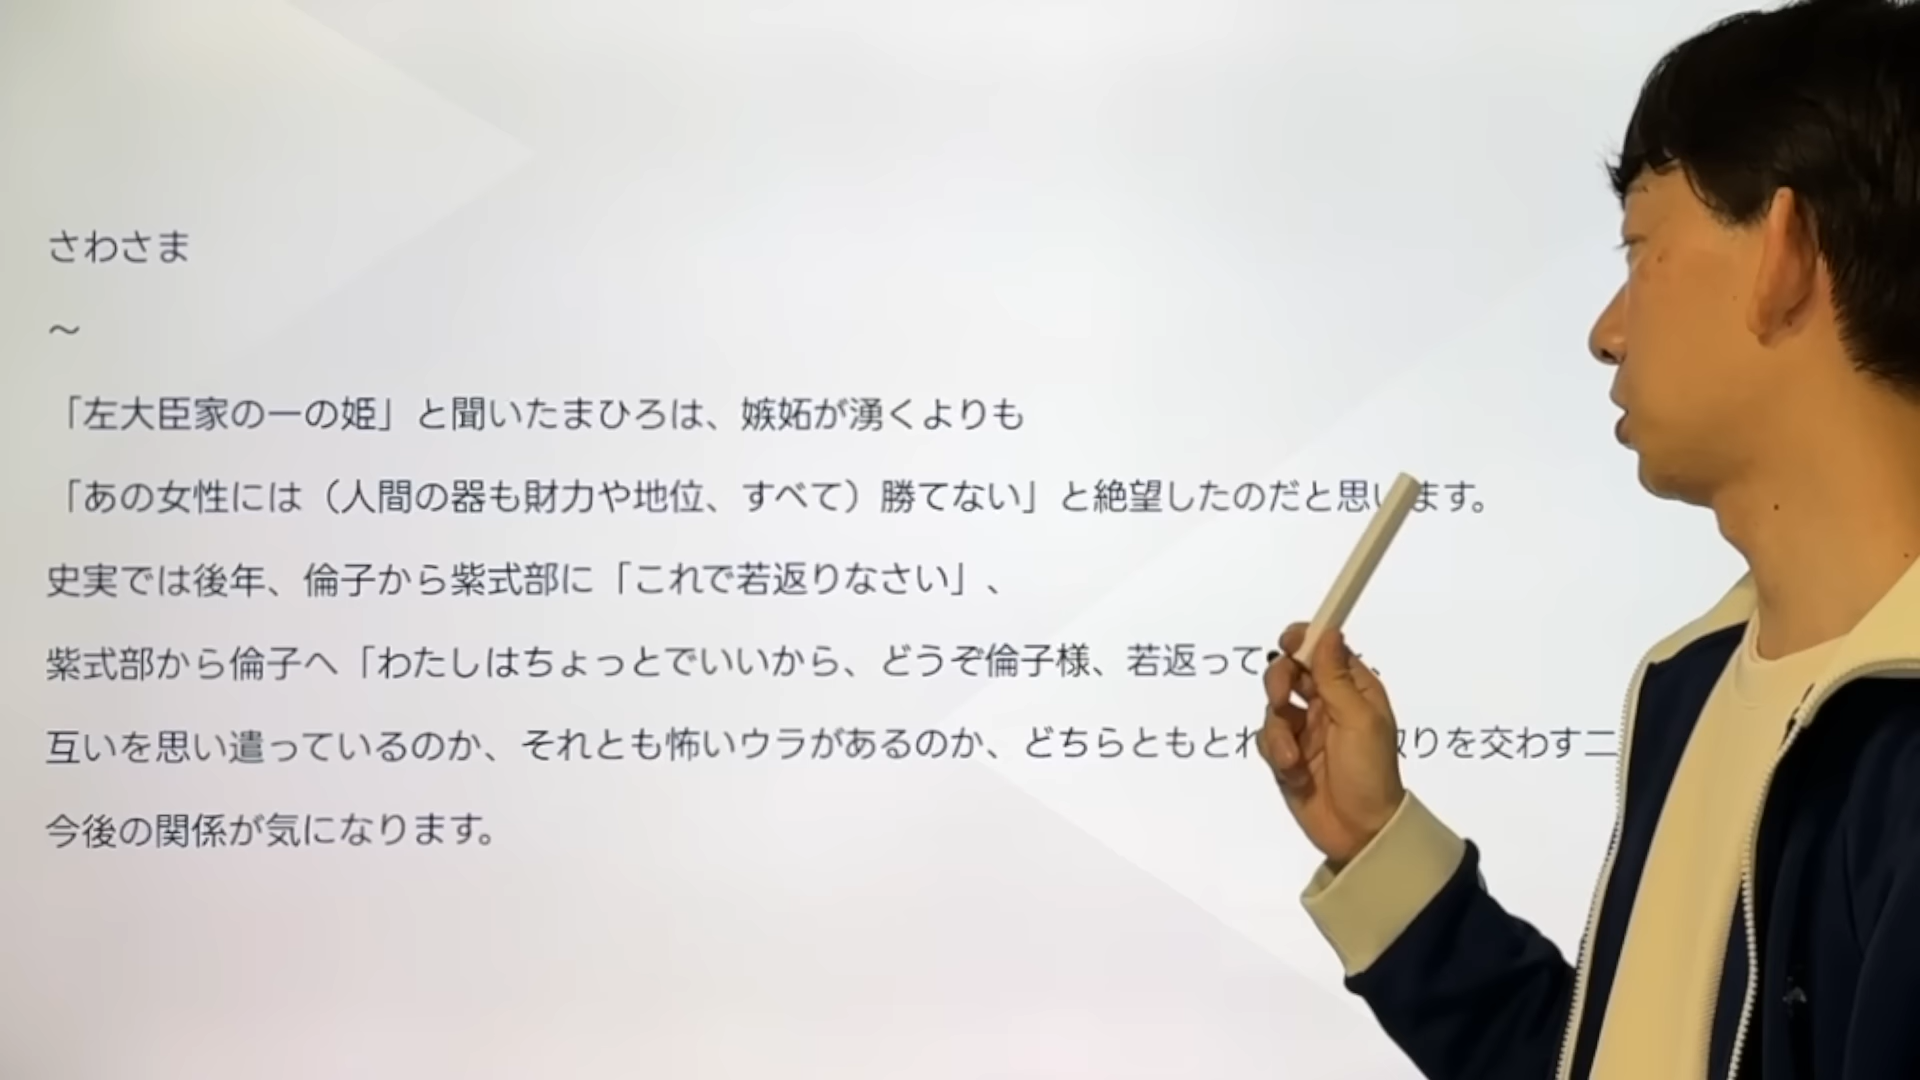 さわさま
〜
「左大臣家の一の姫」と聞いたまひろは、嫉妬が湧くよりも
「あの女性には（人間の器も財力や地位、すべて）勝てない」と絶望したのだと思います。
史実では後年、倫子から紫式部に「これで若返りなさい」、
紫式部から倫子へ「わたしはちょっとでいいから、どうぞ倫子様、若返って
互いを思い遣っているのか、それとも怖いウラがあるのか、どちらともとれ りを交わす二
今後の関係が気になります。